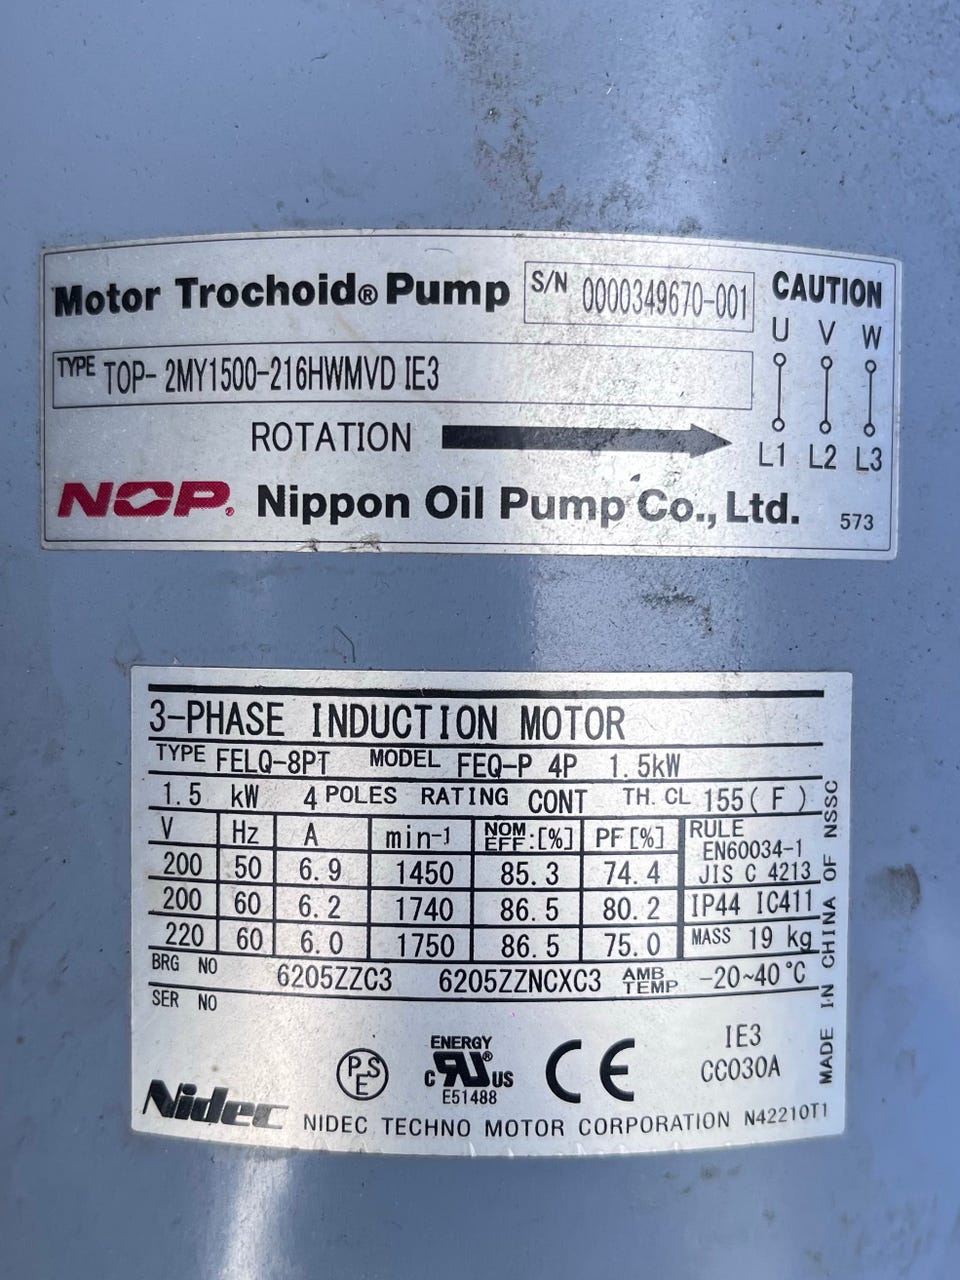 Motor Trochoid® Pump S/N 0000349670-001 CAUTION
U V W
TYPE TOP- 2MY1500-216HWMVD IE3
ROTATION
L1 L2 L3
NOP. Nippon Oil Pump Co., Ltd. 573
3-PHASE INDUCTION MOTOR
TYPE FELQ-8PT MODEL FEQ-P 4P 1.5kW
1.5 kW 4 POLES RATING CONT TH. CL 155(F)
V Hz A min-1 NOM EFF:[%] PF[%] RULE
EN60034-1
200 50 6.9 1450 85.3 74.4 JIS C 4213
200 60 6.2 1740 86.5 80.2 IP44 IC411
220 60 6.0 1750 86.5 75.0 MASS 19 kg
BRG NO 6205ZZC3 6205ZZNCXC3 AMB TEMP -20~40℃
SER NO
MADE IN CHINA OF NSSC
PSE
ENERGY
c RU® US
E51488
CE
IE3
CC030A
Nidec NIDEC TECHNO MOTOR CORPORATION N42210T1